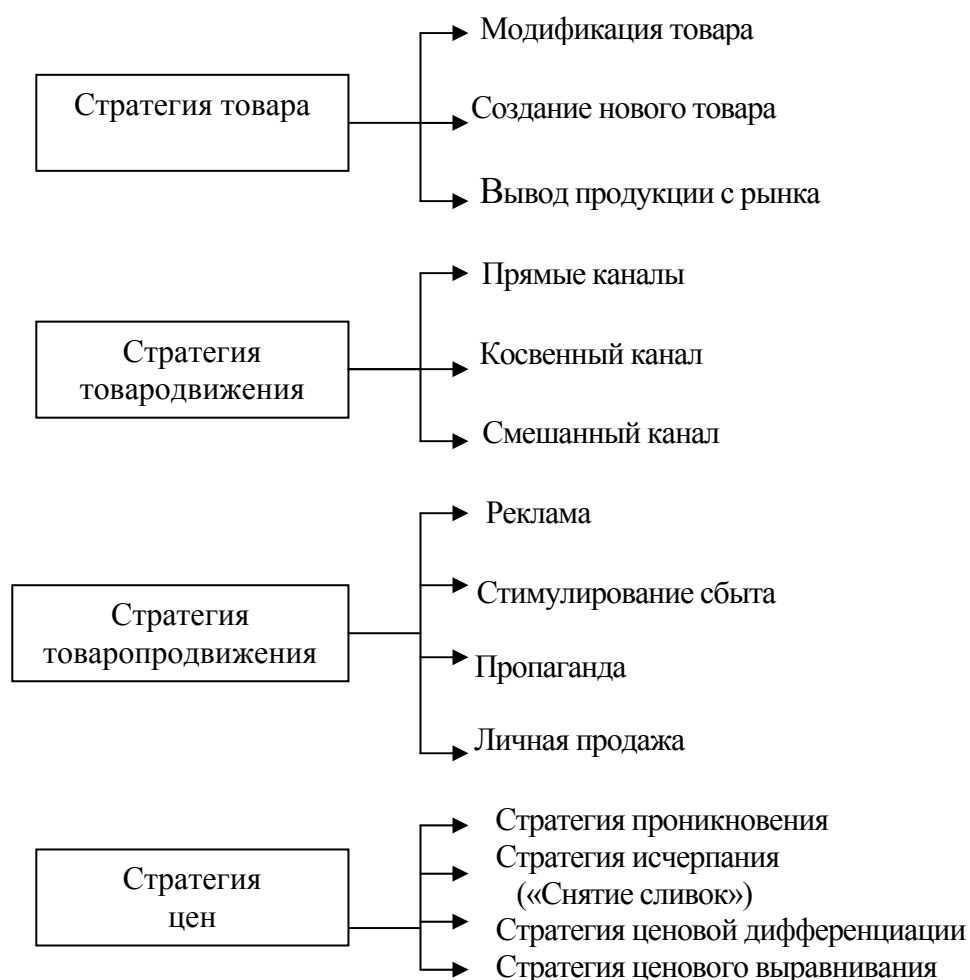 Стратегия товара
Модификация товара
Создание нового товара
Вывод продукции с рынка
Стратегия
товародвижения
Прямые каналы
Косвенный канал
Смешанный канал
Стратегия
товаропродвижения
Реклама
Стимулирование сбыта
Пропаганда
Личная продажа
Стратегия
цен
Стратегия проникновения
Стратегия исчерпания
(«Снятие сливок»)
Стратегия ценовой дифференциации
Стратегия ценового выравнивания